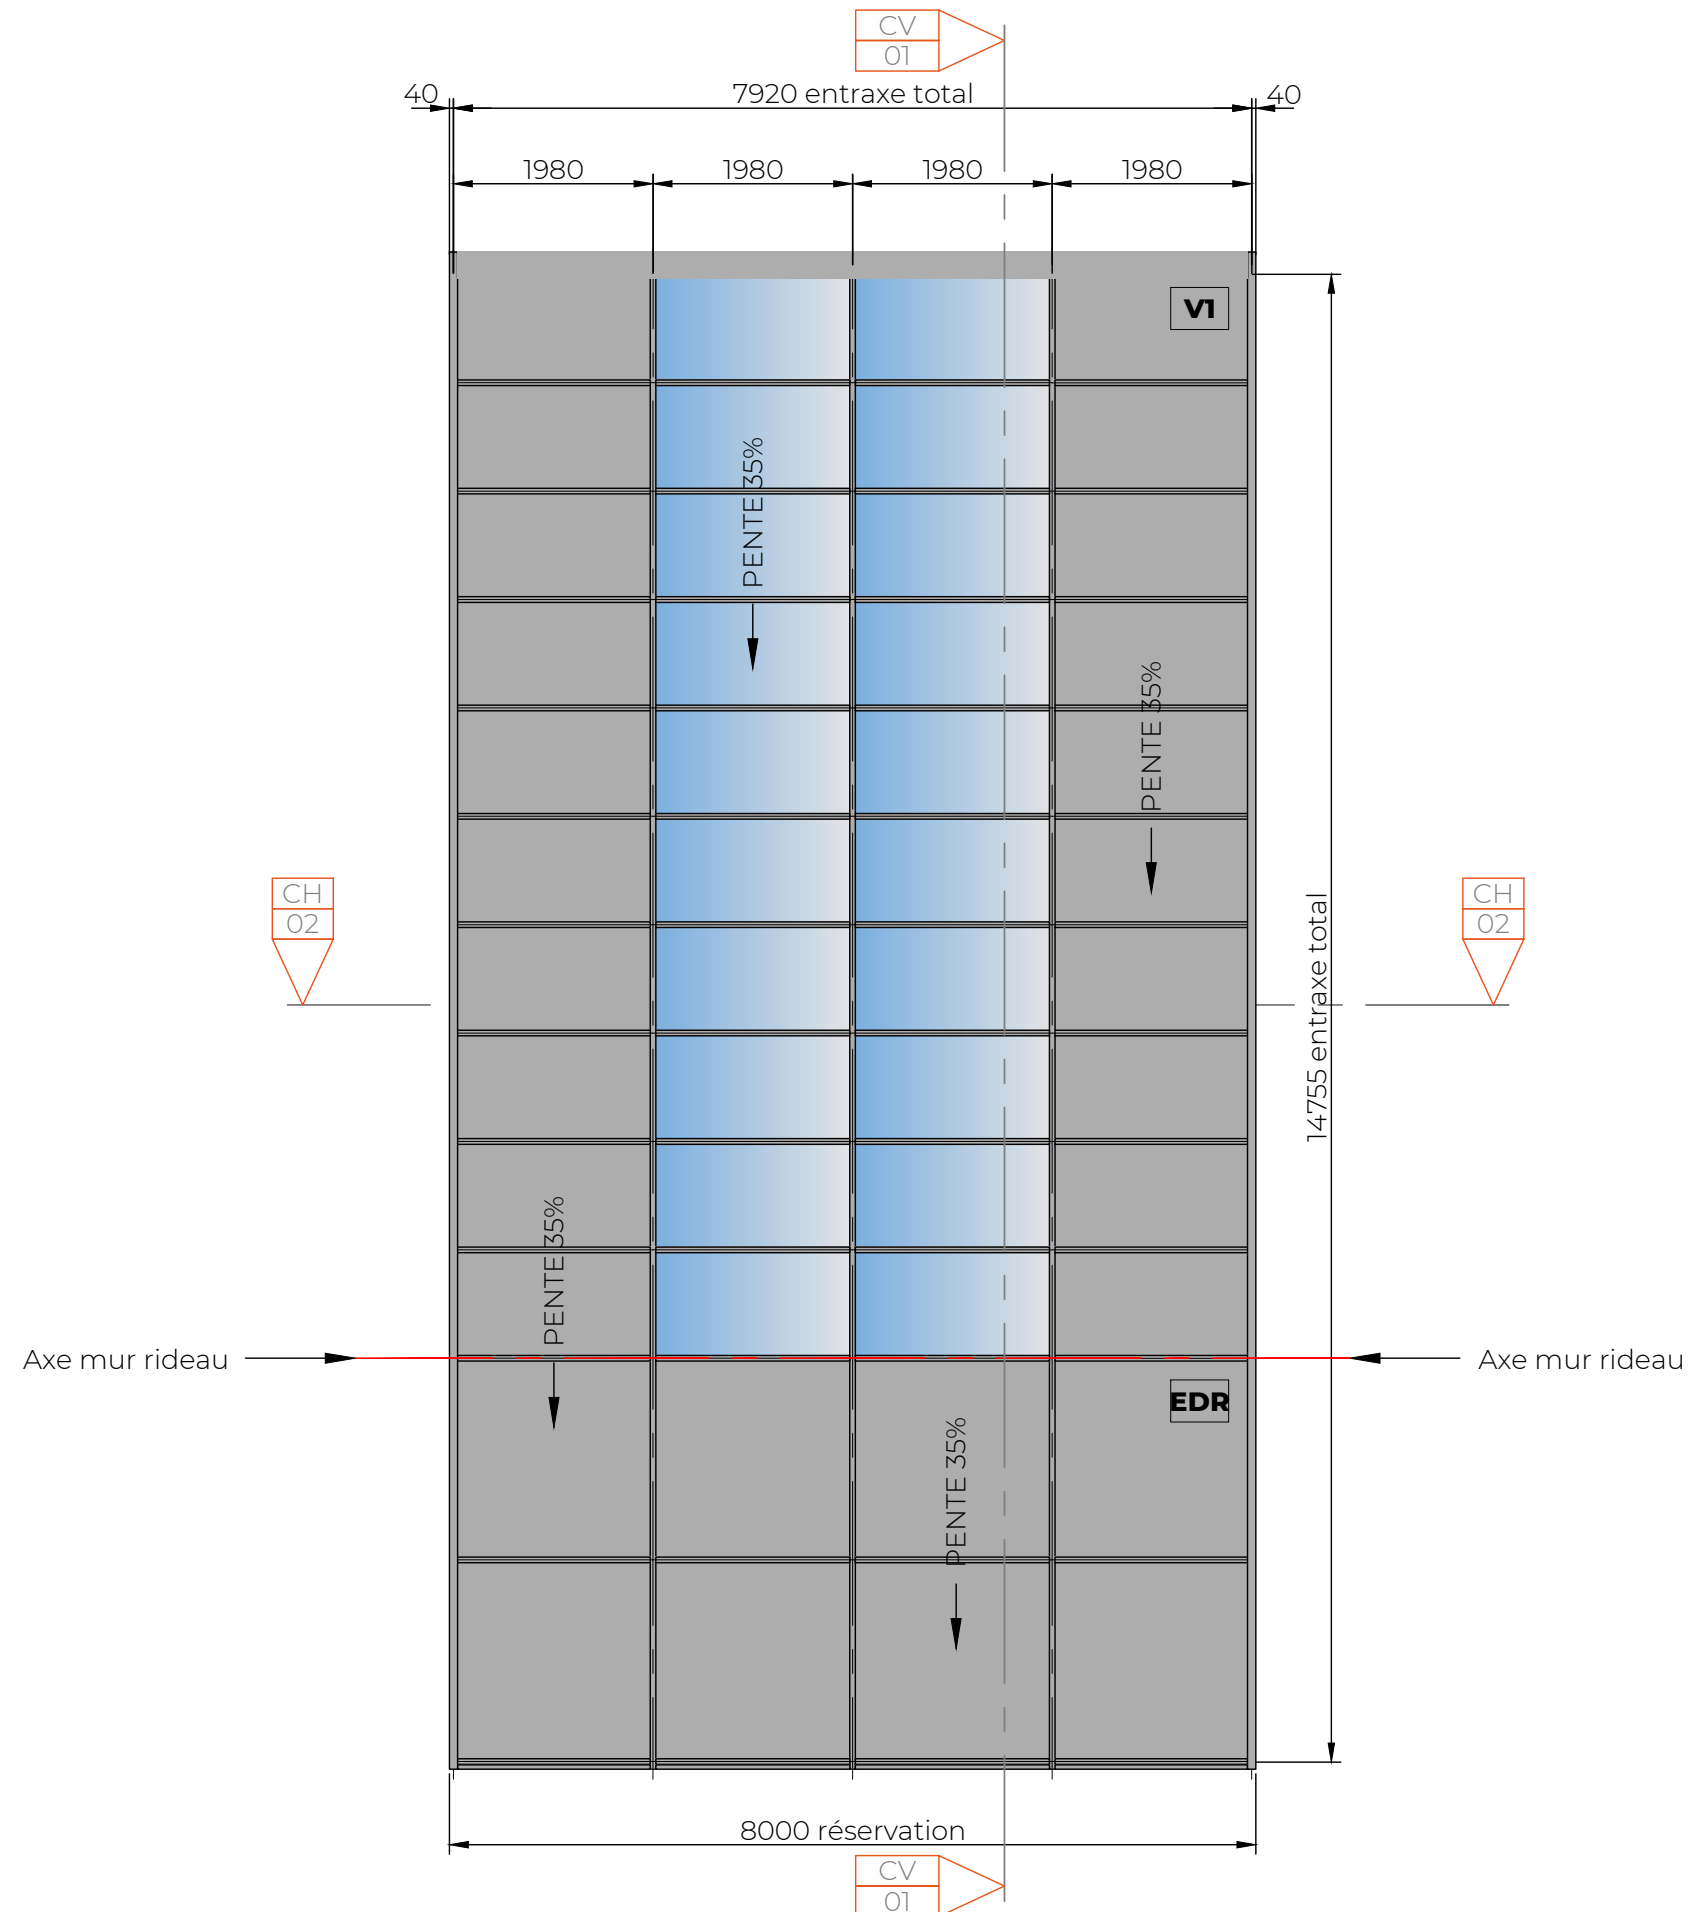 CV
01
40
7920 entraxe total
40
1980
1980
1980
1980
V1
PENTE 35%
PENTE 35%
CH
02
CH
02
14755 entraxe total
PENTE 35%
Axe mur rideau
Axe mur rideau
EDR
PENTE 35%
8000 réservation
CV
01